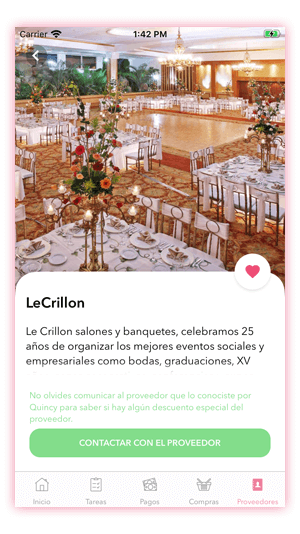 Carrier 1:42 PM
LeCrillon
Le Crillon salones y banquetes, celebramos 25
años de organizar los mejores eventos sociales y
empresariales como bodas, graduaciones, XV
No olvides comunicar al proveedor que lo conociste por
Quincy para saber si hay algún descuento especial del
proveedor.
CONTACTAR CON EL PROVEEDOR
Inicio Tareas Pagos Compras Proveedores